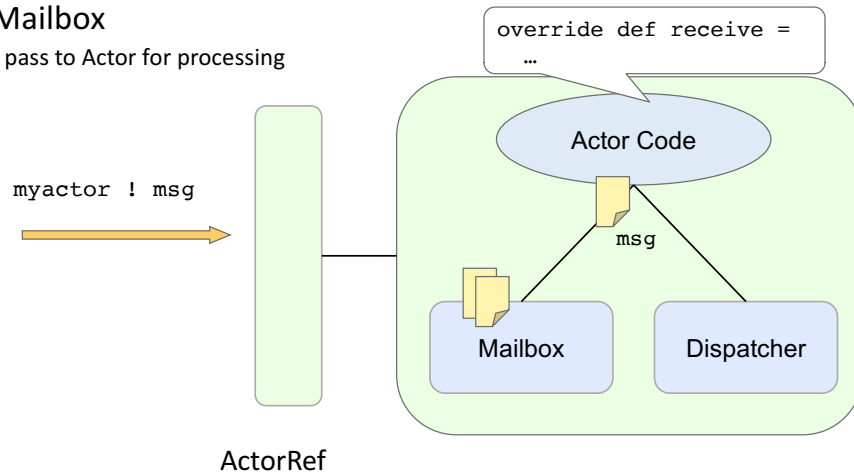 Mailbox
pass to Actor for processing
override def receive =
…
Actor Code
myactor ! msg
msg
Mailbox
Dispatcher
ActorRef